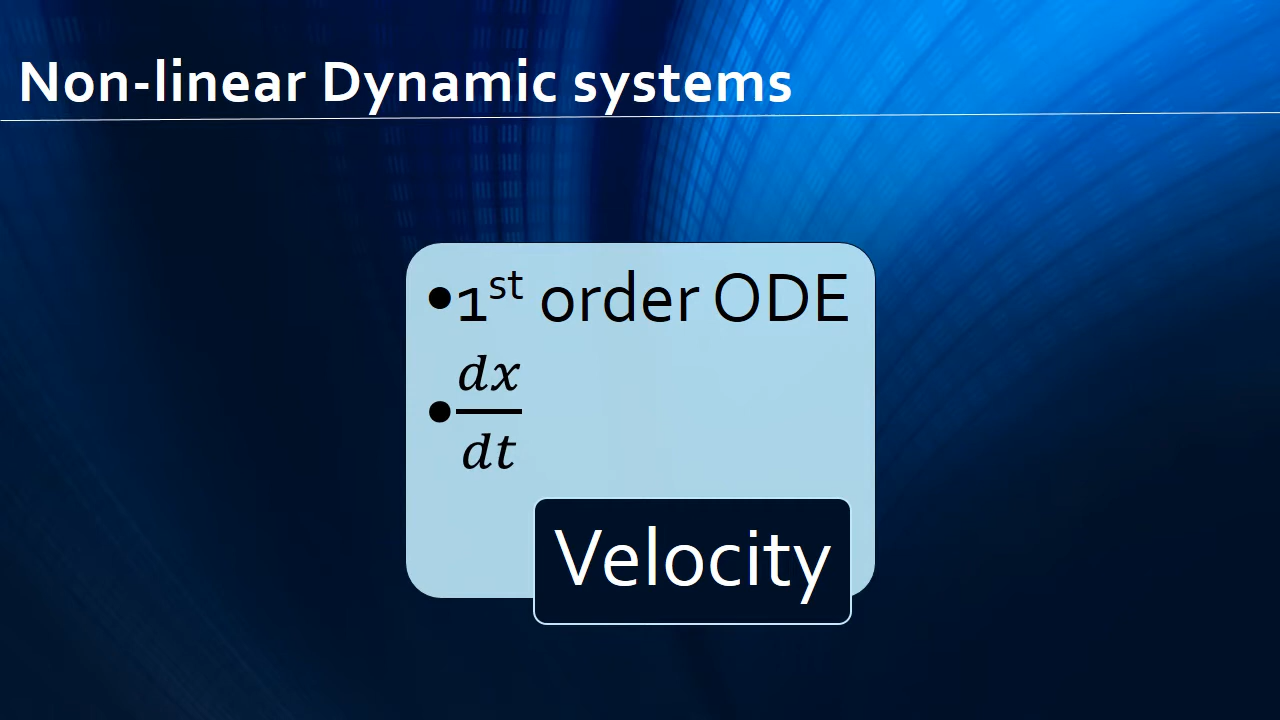 Non-linear Dynamic systems
•1st order ODE
•dx/dt
Velocity